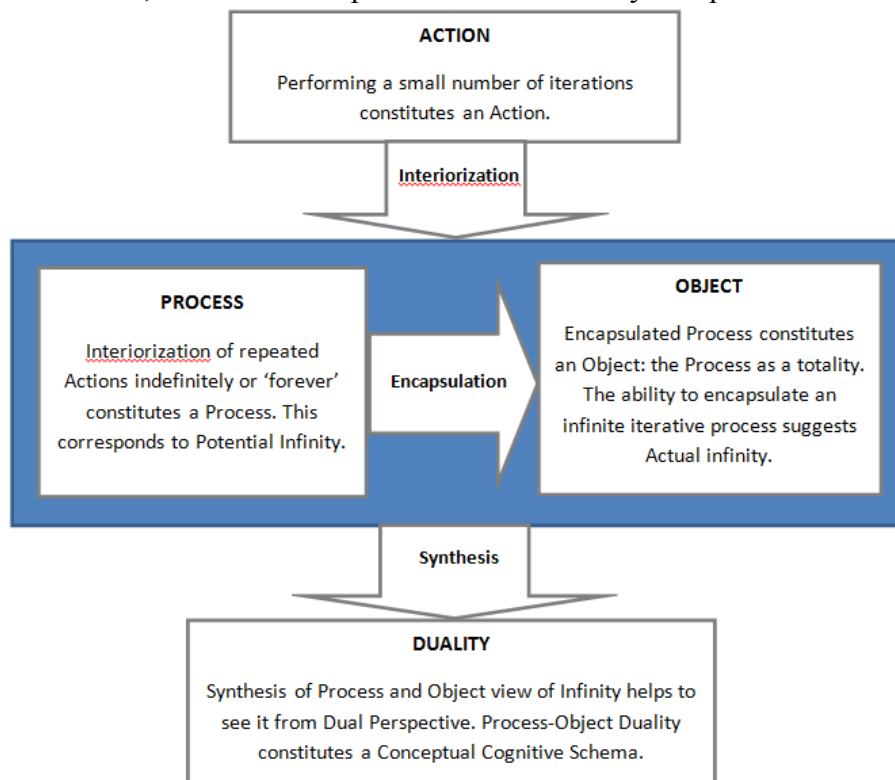 ACTION
Performing a small number of iterations
constitutes an Action.
Interiorization
PROCESS
Interiorization of repeated
Actions indefinitely or ‘forever’
constitutes a Process. This
corresponds to Potential Infinity.
Encapsulation
OBJECT
Encapsulated Process constitutes
an Object: the Process as a totality.
The ability to encapsulate an
infinite iterative process suggests
Actual infinity.
Synthesis
DUALITY
Synthesis of Process and Object view of Infinity helps to
see it from Dual Perspective. Process-Object Duality
constitutes a Conceptual Cognitive Schema.